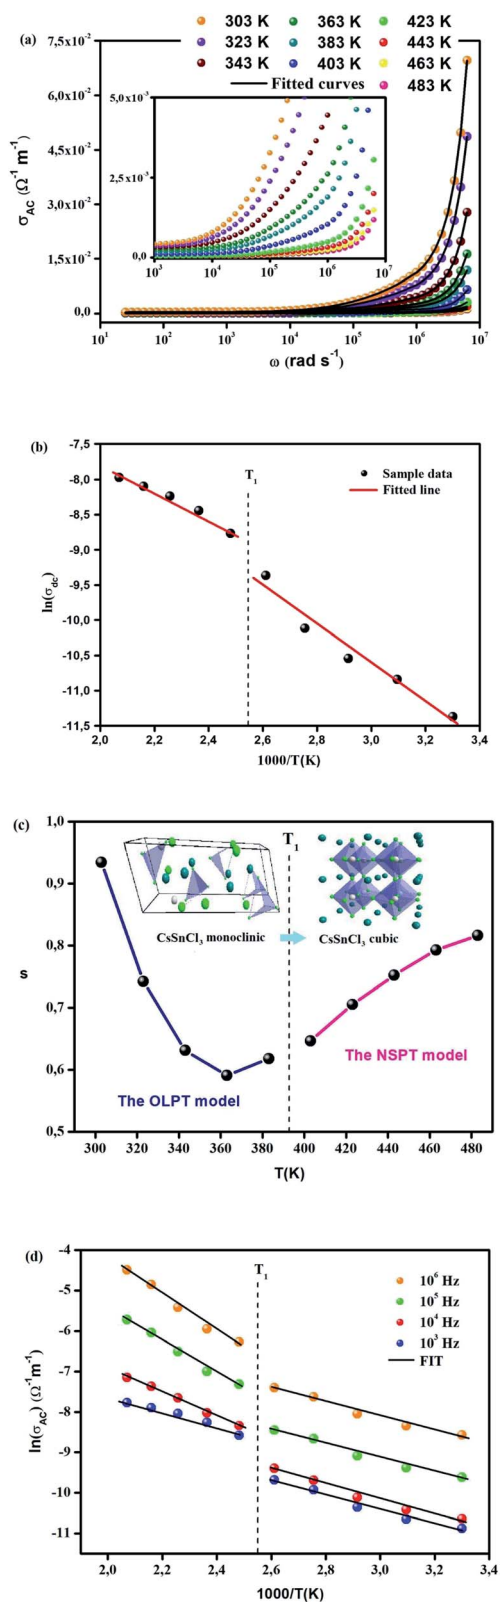 (a)
303 K 363 K 423 K
323 K 383 K 443 K
343 K 403 K 463 K
Fitted curves 483 K
7,5x10⁻²
6,0x10⁻²
4,5x10⁻²
3,0x10⁻²
1,5x10⁻²
0,0
σAC (Ω⁻¹ m⁻¹)
5,0x10⁻³
2,5x10⁻³
0,0
10³ 10⁴ 10⁵ 10⁶ 10⁷
10¹ 10² 10³ 10⁴ 10⁵ 10⁶ 10⁷
ω (rad s⁻¹)
(b)
-7,5
-8,0
-8,5
-9,0
-9,5
-10,0
-10,5
-11,0
-11,5
ln(σdc)
T₁
Sample data
Fitted line
2,0 2,2 2,4 2,6 2,8 3,0 3,2 3,4
1000/T(K)
(c)
1,0
0,9
0,8
0,7
0,6
0,5
s
T₁
CsSnCl₃ monoclinic
CsSnCl₃ cubic
The OLPT model
The NSPT model
300 320 340 360 380 400 420 440 460 480
T(K)
(d)
-4
-5
-6
-7
-8
-9
-10
-11
ln(σAC) (Ω⁻¹m⁻¹)
T₁
10⁶ Hz
10⁵ Hz
10⁴ Hz
10³ Hz
FIT
2,0 2,2 2,4 2,6 2,8 3,0 3,2 3,4
1000/T(K)